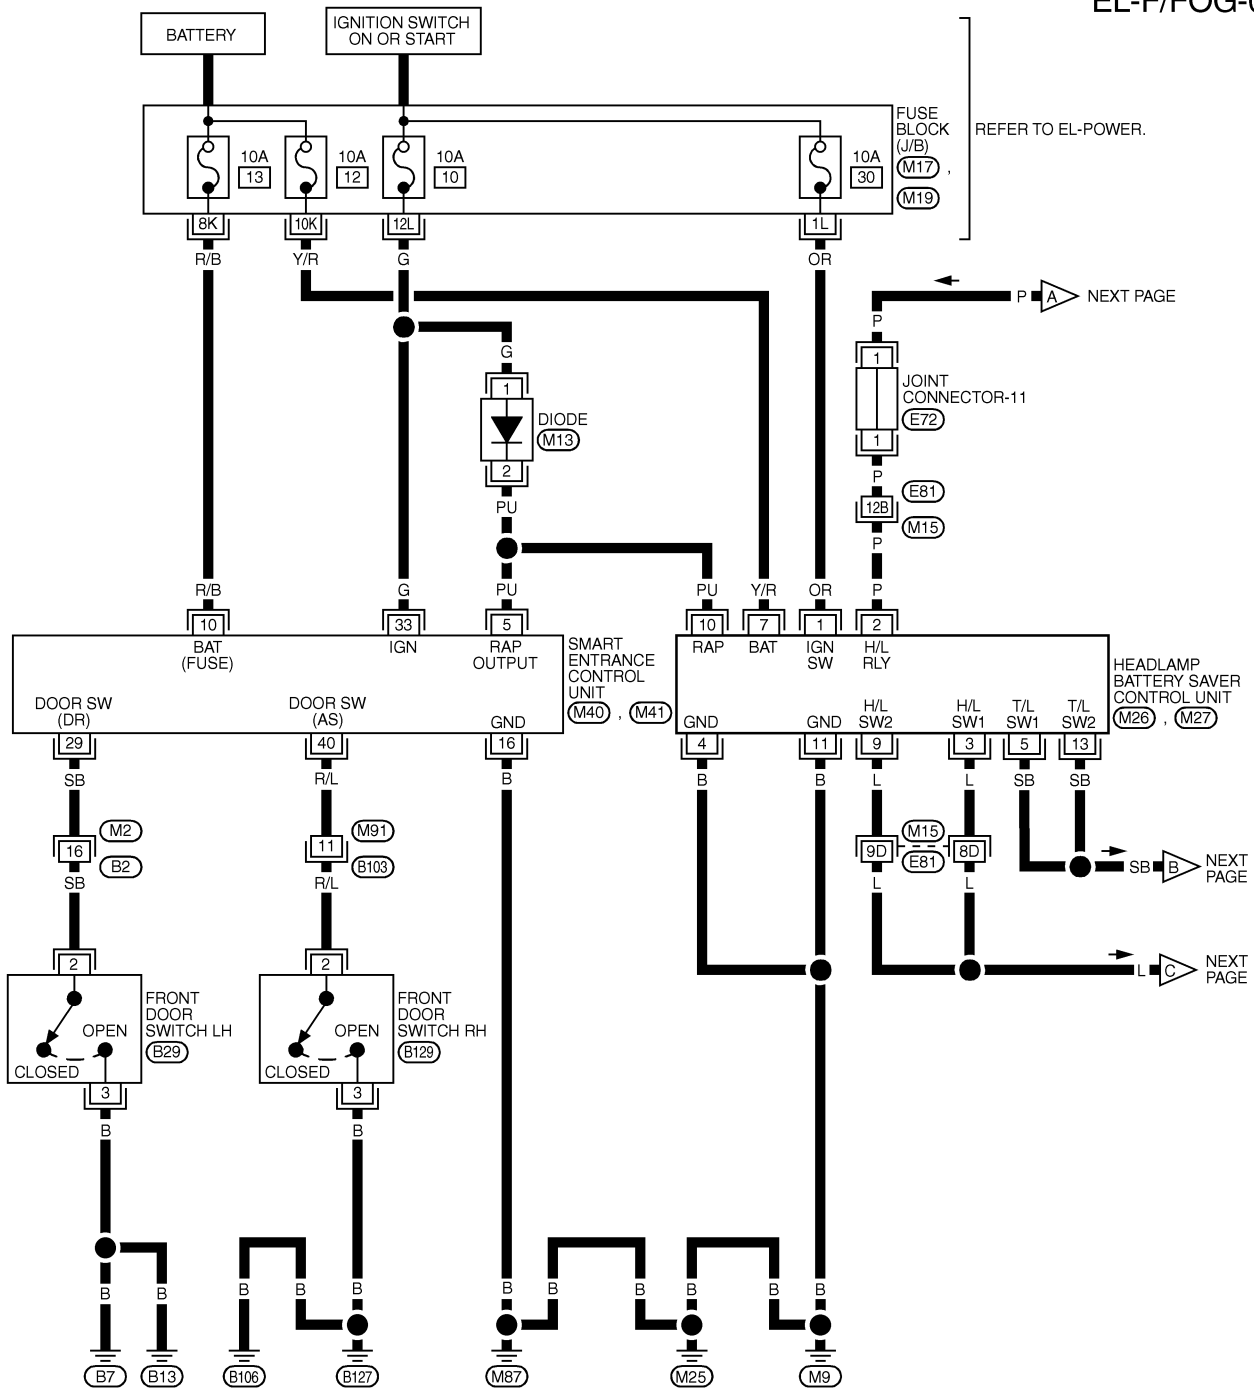 EL-F/FOG-0
BATTERY
IGNITION SWITCH
ON OR START
FUSE
BLOCK
(J/B)
M17 ,
M19
REFER TO EL-POWER.
10A
13
10A
12
10A
10
10A
30
8K
10K
12L
1L
R/B
Y/R
G
OR
P
A
NEXT PAGE
P
G
1
1
JOINT
CONNECTOR-11
E72
DIODE
M13
1
2
P
E81
12B
M15
PU
P
R/B
G
PU
PU
Y/R
OR
P
10
33
5
10
7
1
2
BAT
(FUSE)
IGN
RAP
OUTPUT
SMART
ENTRANCE
CONTROL
UNIT
M40 , M41
RAP
BAT
IGN
SW
H/L
RLY
HEADLAMP
BATTERY SAVER
CONTROL UNIT
M26 , M27
DOOR SW
(DR)
DOOR SW
(AS)
GND
GND
GND
H/L
SW2
H/L
SW1
T/L
SW1
T/L
SW2
29
40
16
4
11
9
3
5
13
SB
R/L
B
B
B
L
L
SB
SB
M2
16
B2
M91
11
B103
M15
9D
E81
8D
SB
B
NEXT
PAGE
SB
R/L
L
L
L
C
NEXT
PAGE
2
2
FRONT
DOOR
SWITCH LH
B29
OPEN
CLOSED
FRONT
DOOR
SWITCH RH
B129
OPEN
CLOSED
3
3
B
B
B
B
B
B
B
B
B
B
B
B
B
B7
B13
B106
B127
M87
M25
M9